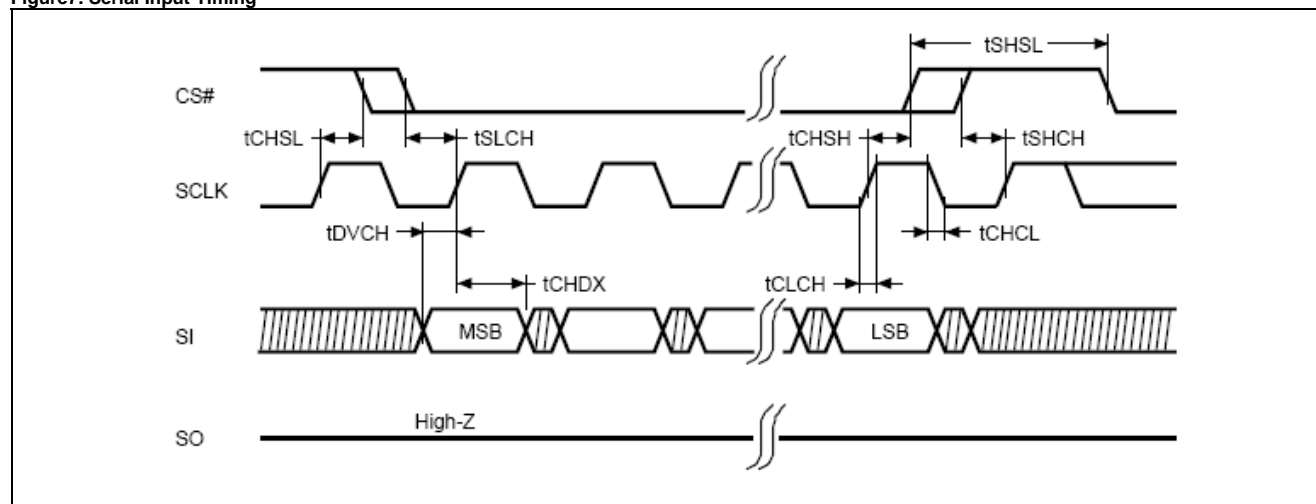 Figure7. Serial Input Timing
tSHSL
CS#
tCHSL
tSLCH
tCHSH
tSHCH
SCLK
tDVCH
tCHCL
tCHDX
tCLCH
SI
MSB
LSB
High-Z
SO